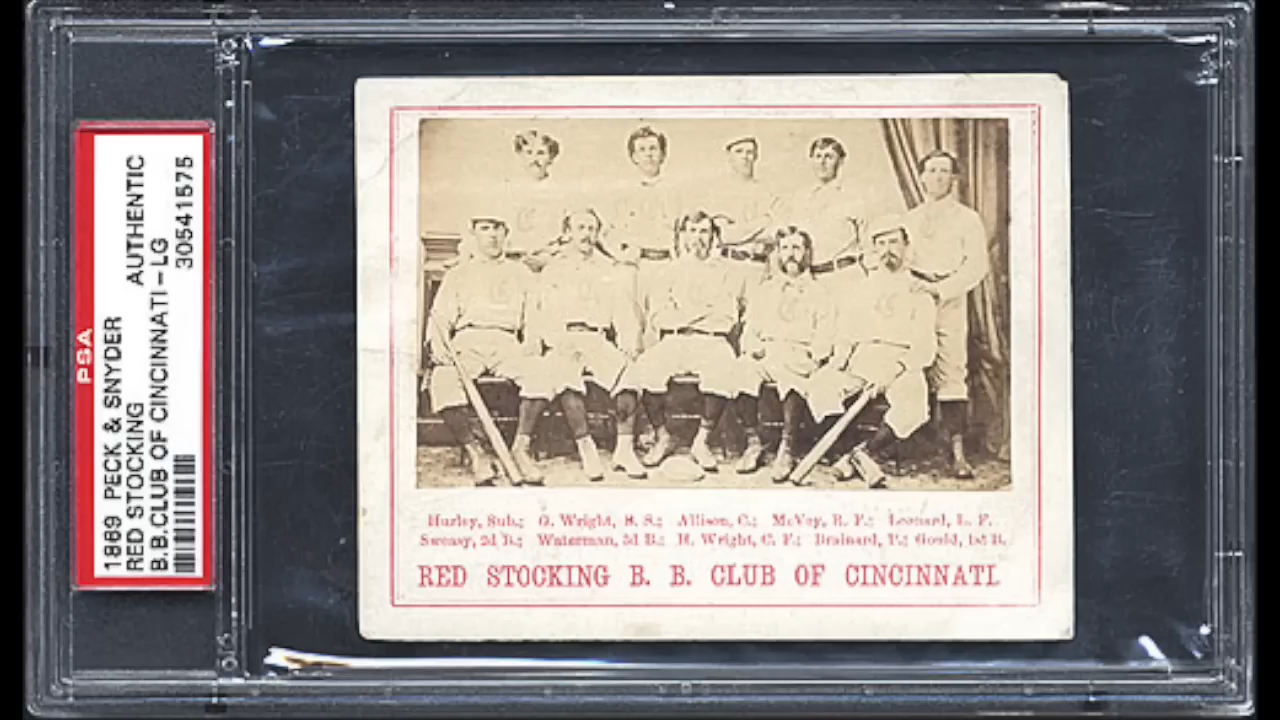 PSA
1869 PECK & SNYDER
RED STOCKING AUTHENTIC
B.B.CLUB OF CINCINNATI-LG
30541575
Hurley, Sub.; G. Wright, S. S.; Allison, C.; McVey, R. F.; Leonard, L. F.
Sweasy, 2d B.; Waterman, 3d B.; H. Wright, C. F.; Brainard, P.; Gould, 1st B.
RED STOCKING B. B. CLUB OF CINCINNATI.